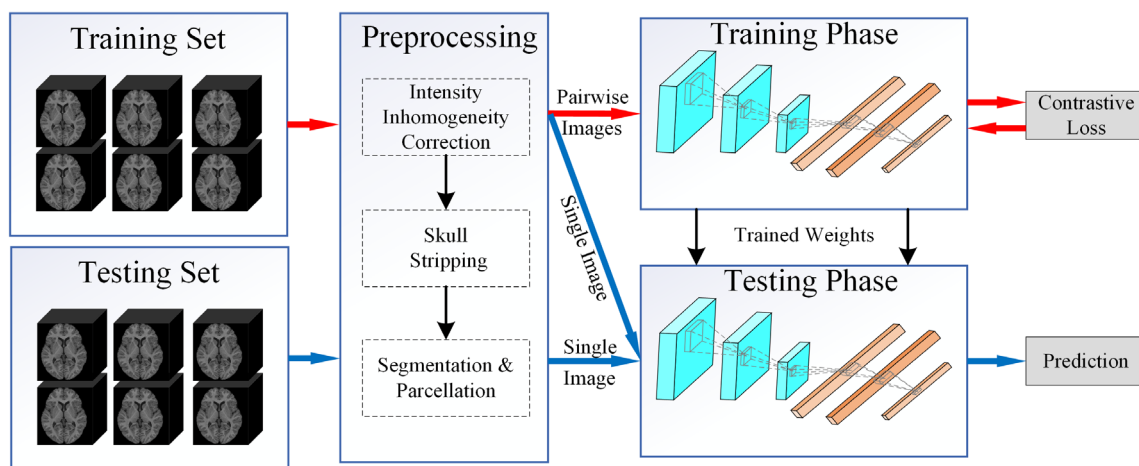 Training Set
Testing Set
Preprocessing
Intensity
Inhomogeneity
Correction
Skull
Stripping
Segmentation &
Parcellation
Pairwise
Images
Single Image
Single
Image
Training Phase
Trained Weights
Testing Phase
Contrastive
Loss
Prediction